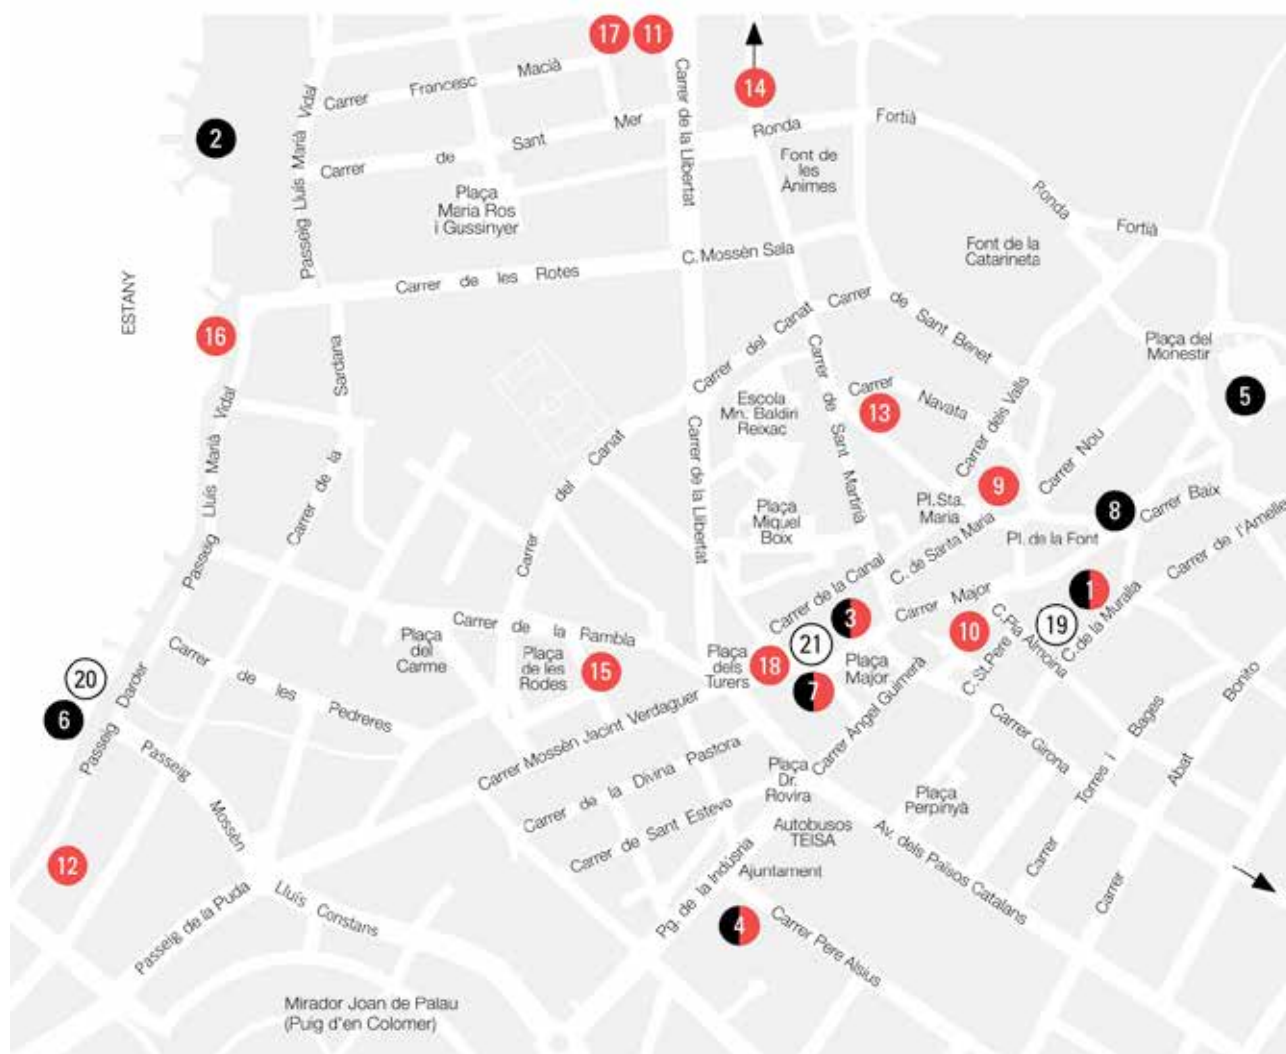 17
11
14
2
Carrer Francesc Macià
Carrer de Sant Mer
Passeig Lluís Marià Vidal
Carrer de la Llibertat
Ronda Fortià
Font de
les
Ànimes
Plaça
Maria Ros
i Gussinyer
Ronda Fortià
Font de la
Catarineta
C. Mossèn Sala
Carrer de les Rotes
ESTANY
16
Sardana
Carrer del Canat
Carrer de Sant Benet
Plaça del
Monestir
5
Carrer de Sant Martirià
Escola
Mn. Baldiri
Reixac
Carrer Navata
13
Carrer dels Valls
Carrer Nou
Passeig Lluís Marià Vidal
Carrer de la
Carrer del Canat
Carrer de la Llibertat
9
Pl. Sta.
Maria
8
Carrer Baix
Plaça
Miquel
Boix
C. de Santa Maria
Pl. de la Font
Carrer de l'Amelia
Carrer de la Canal
Carrer Major
1
3
21
10
19
C. Pia Almoina
C. de la Muralla
C. St. Pere
Carrer de la Rambla
Plaça
del
Carme
Plaça
de les
Rodes
15
Plaça
dels
Turers
18
7
Plaça
Major
20
6
Passeig Darder
Carrer de les Pedreres
Carrer Mossèn Jacint Verdaguer
Carrer Àngel Guimerà
Carrer Girona
Carrer Torres i Bages
Carrer Abat Bonito
Passeig Mossèn Lluís Constans
Carrer de la Divina Pastora
Carrer de Sant Esteve
Plaça
Dr.
Rovira
Plaça
Perpinyà
Autobusos
TEISA
Av. dels Països Catalans
Ajuntament
12
Passeig de la Puda
Pg. de la Indústria
4
Carrer Pere Alsius
Mirador Joan de Palau
(Puig d'en Colomer)